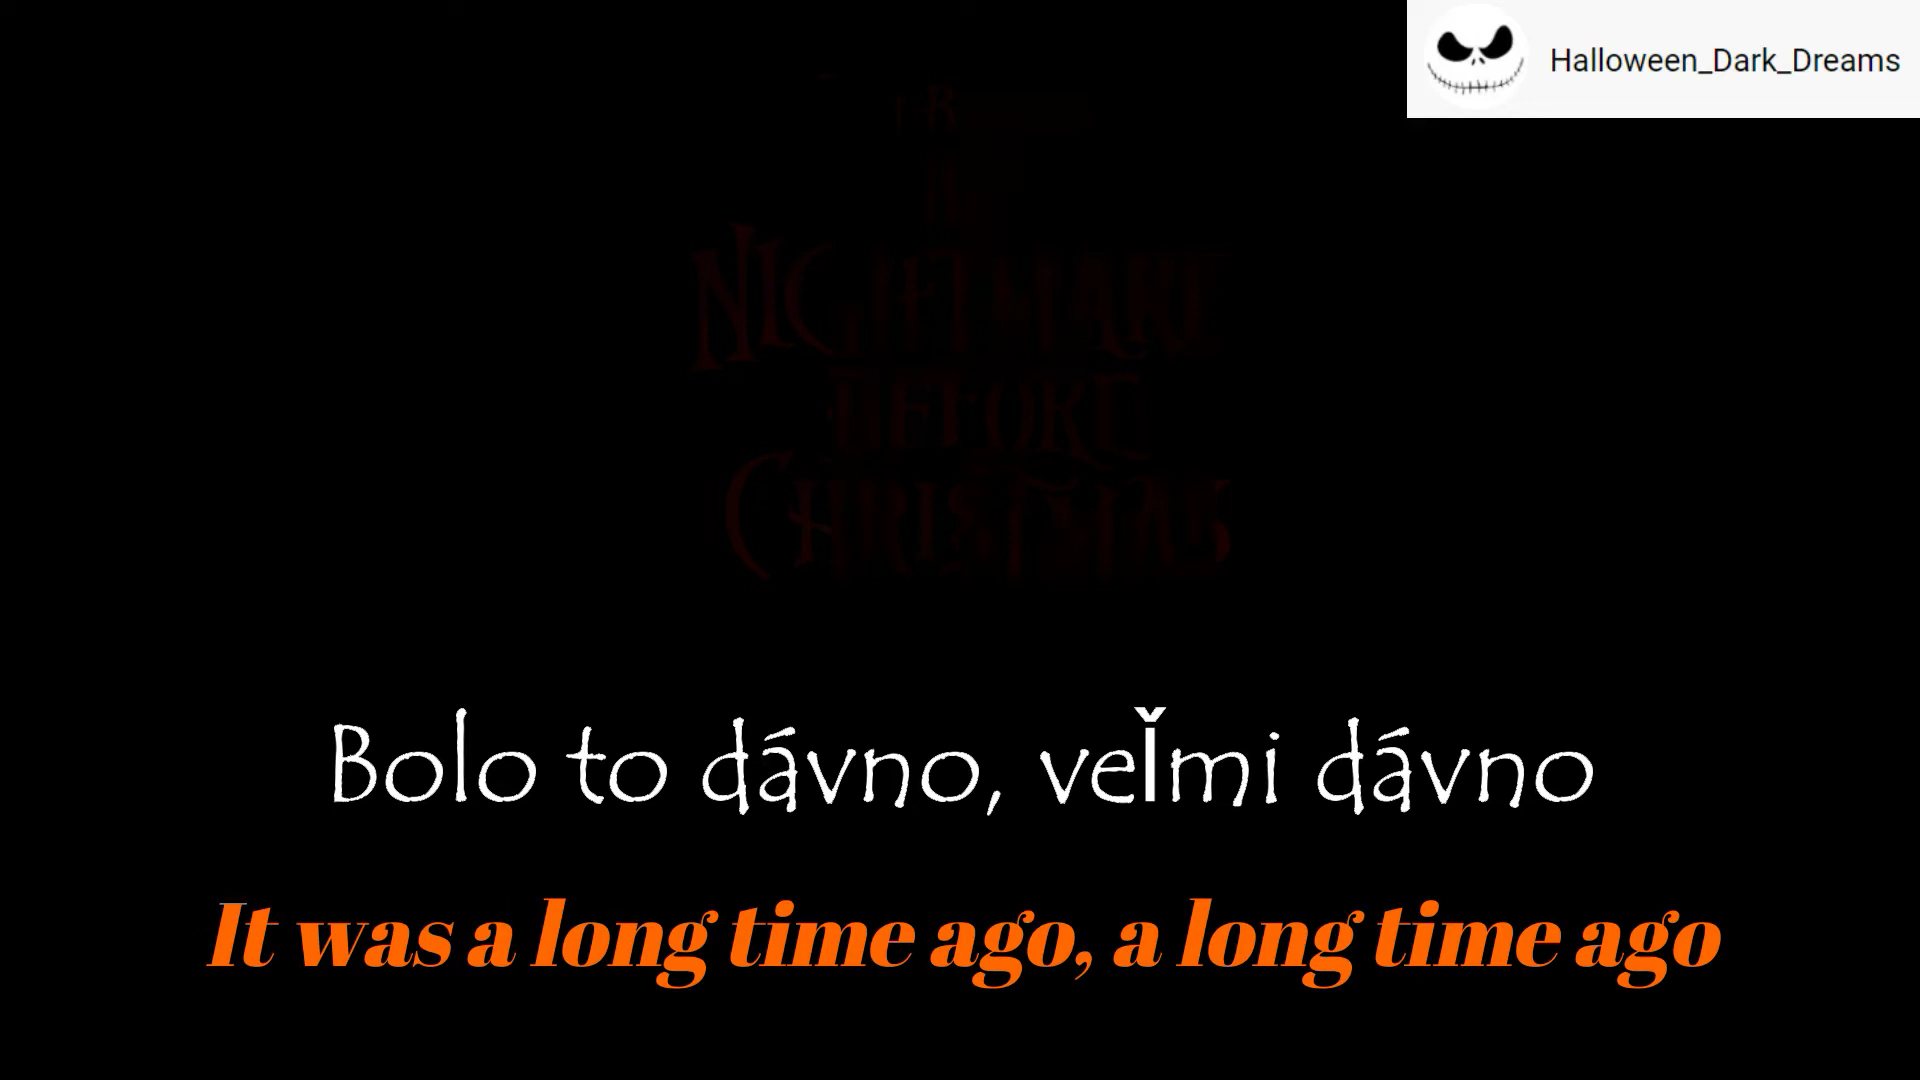 Halloween_Dark_Dreams
NIGHTMARE
BEFORE
CHRISTMAS
Bolo to dávno, veľmi dávno
It was a long time ago, a long time ago